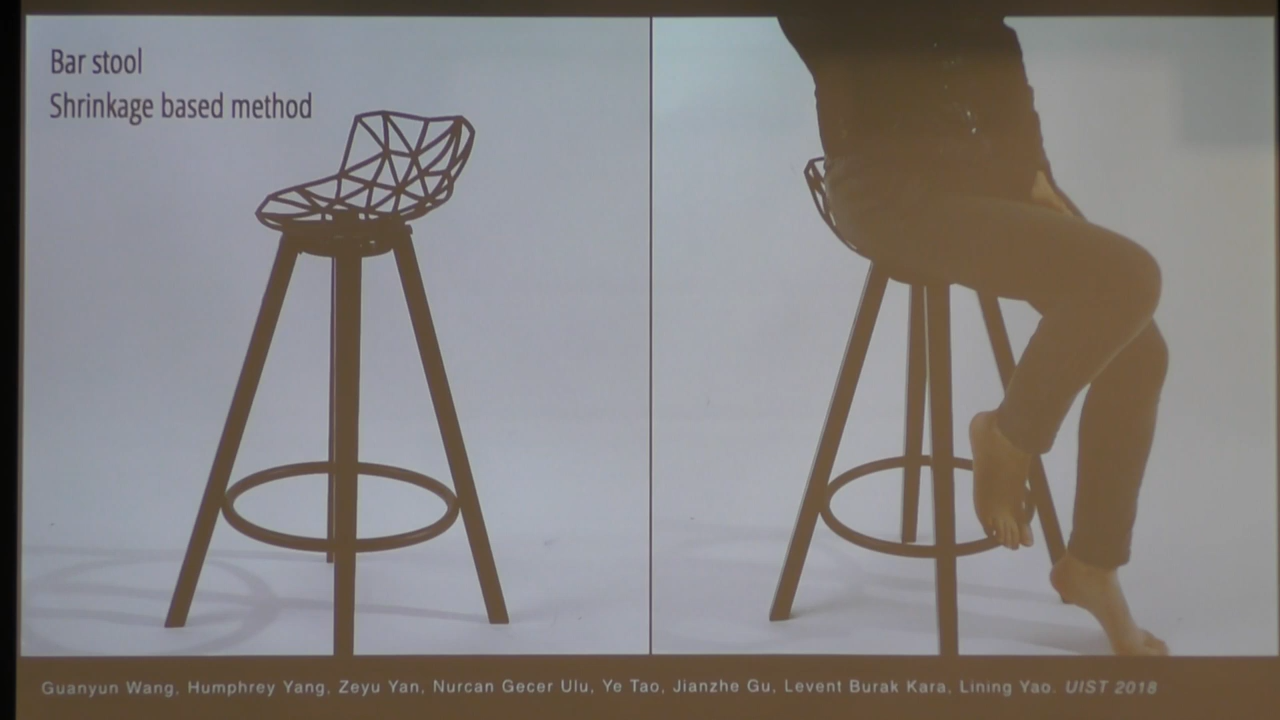 Bar stool
Shrinkage based method
Guanyun Wang, Humphrey Yang, Zeyu Yan, Nurcan Gecer Ulu, Ye Tao, Jianzhe Gu, Levent Burak Kara, Lining Yao. UIST 2018